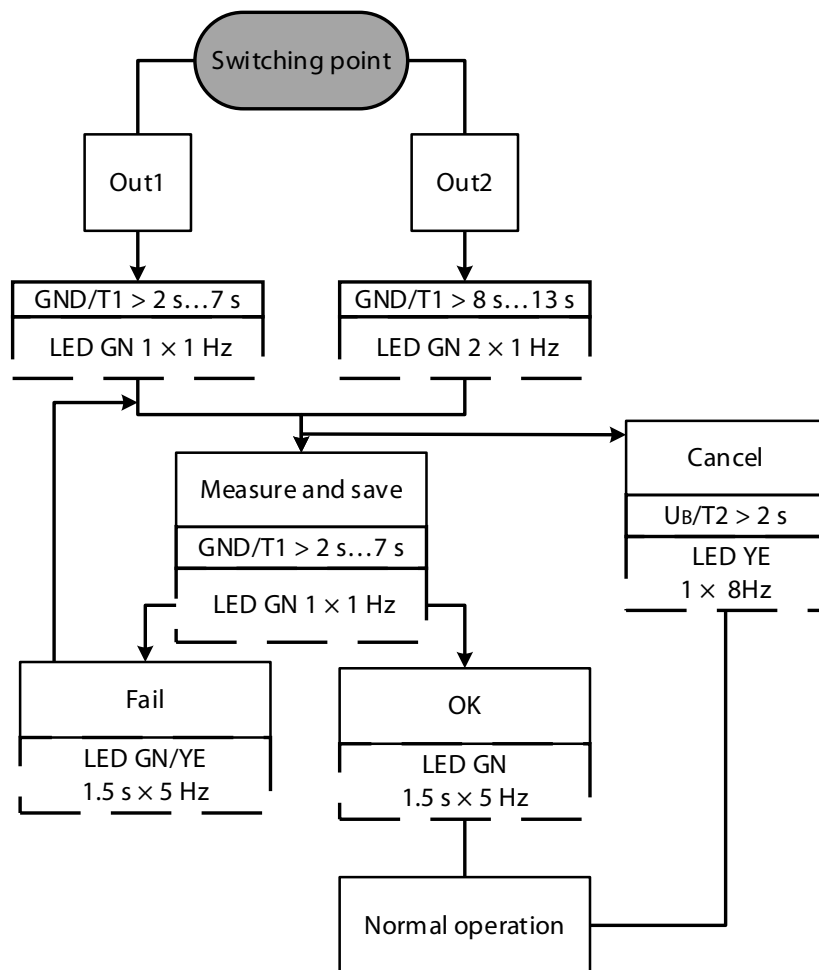 Switching point
Out1
Out2
GND/T1 > 2 s…7 s
GND/T1 > 8 s…13 s
LED GN 1 × 1 Hz
LED GN 2 × 1 Hz
Measure and save
GND/T1 > 2 s…7 s
LED GN 1 × 1 Hz
Cancel
UB/T2 > 2 s
LED YE
1 × 8Hz
Fail
LED GN/YE
1.5 s × 5 Hz
OK
LED GN
1.5 s × 5 Hz
Normal operation